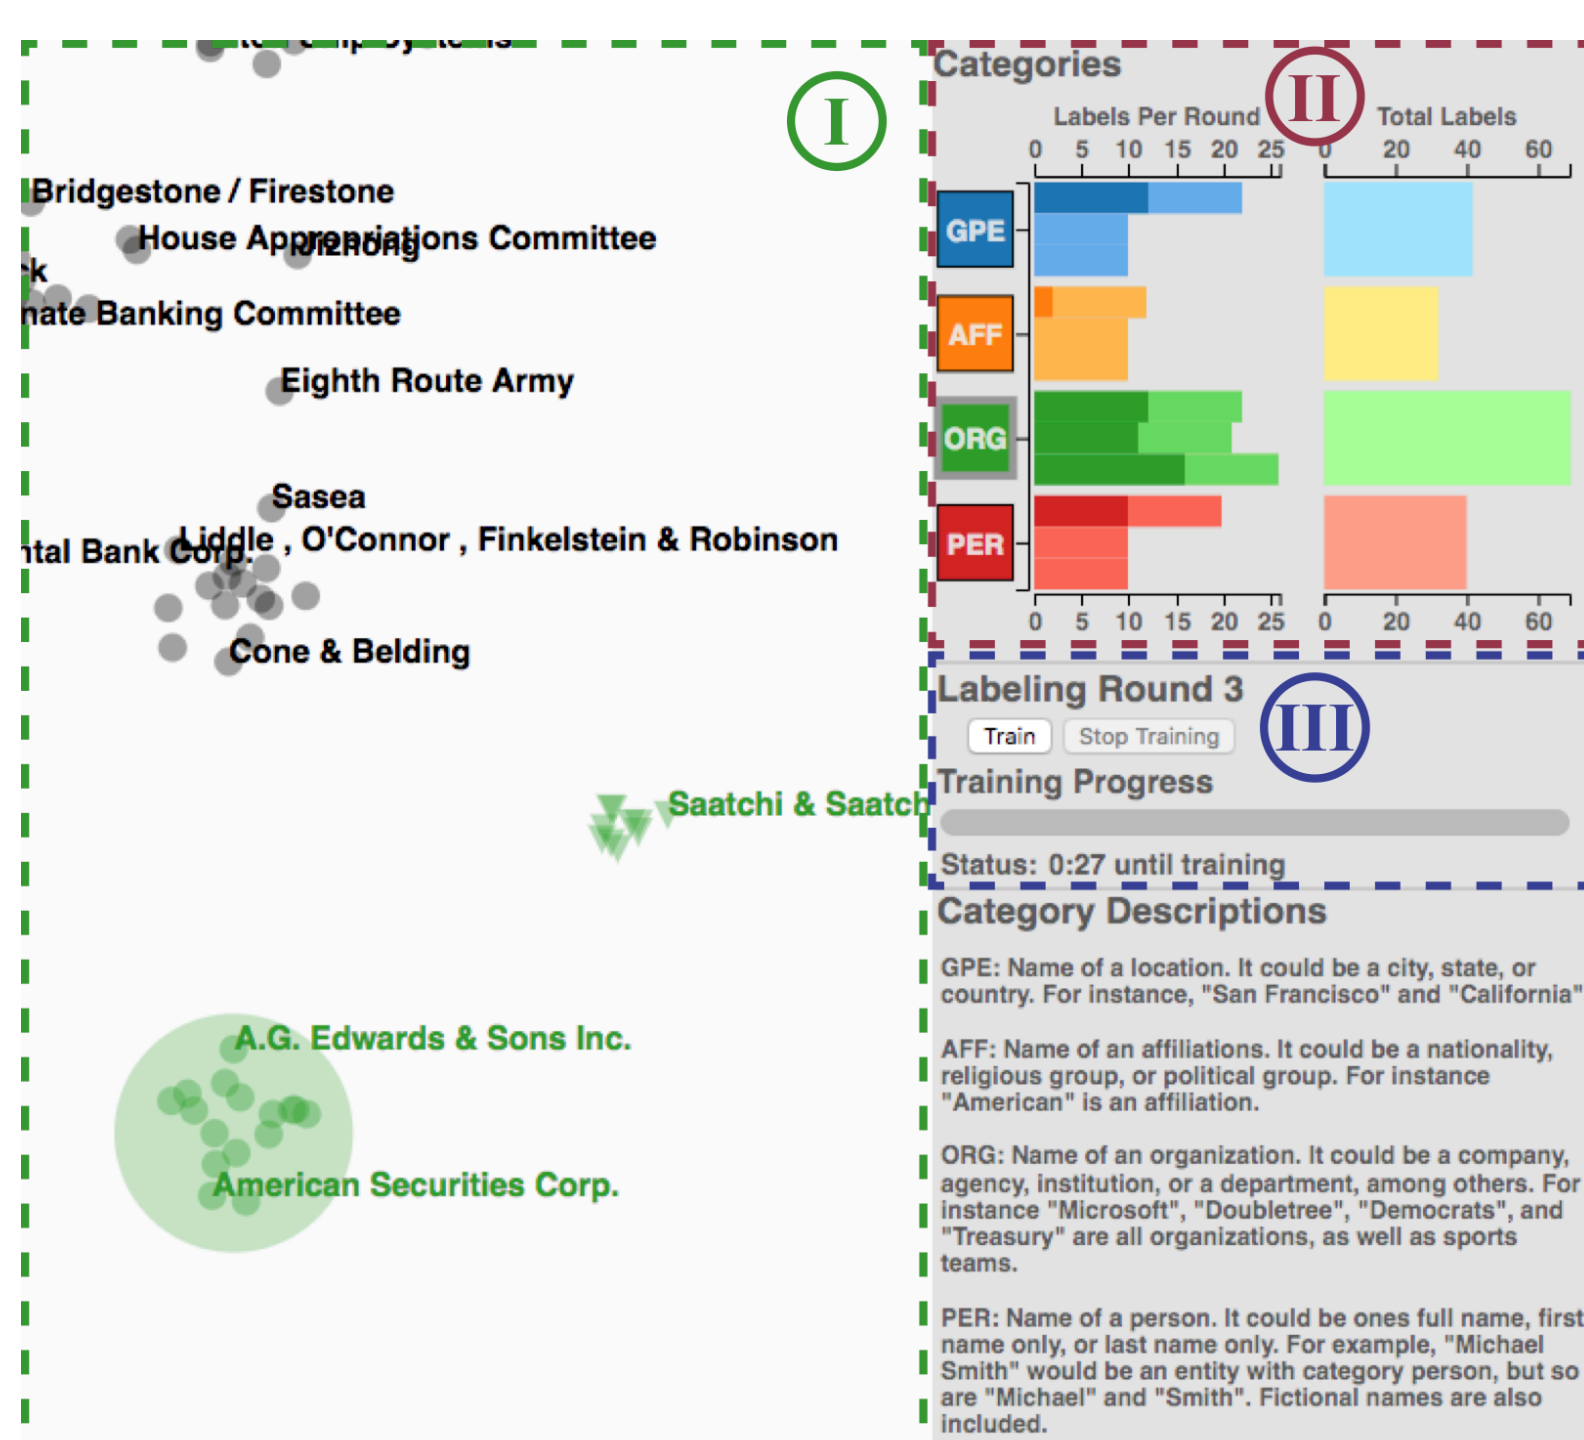 I
Bridgestone / Firestone
House Appropriations Committee
Jizhong
nate Banking Committee
Eighth Route Army
Sasea
Liddle , O'Connor , Finkelstein & Robinson
ntal Bank Corp.
Cone & Belding
Saatchi & Saatch
A.G. Edwards & Sons Inc.
American Securities Corp.
Categories
II
Labels Per Round
Total Labels
0 5 10 15 20 25
0 20 40 60
GPE
AFF
ORG
PER
0 5 10 15 20 25
0 20 40 60
Labeling Round 3
III
Train
Stop Training
Training Progress
Status: 0:27 until training
Category Descriptions
GPE: Name of a location. It could be a city, state, or
country. For instance, "San Francisco" and "California"
AFF: Name of an affiliations. It could be a nationality,
religious group, or political group. For instance
"American" is an affiliation.
ORG: Name of an organization. It could be a company,
agency, institution, or a department, among others. For
instance "Microsoft", "Doubletree", "Democrats", and
"Treasury" are all organizations, as well as sports
teams.
PER: Name of a person. It could be ones full name, first
name only, or last name only. For example, "Michael
Smith" would be an entity with category person, but so
are "Michael" and "Smith". Fictional names are also
included.